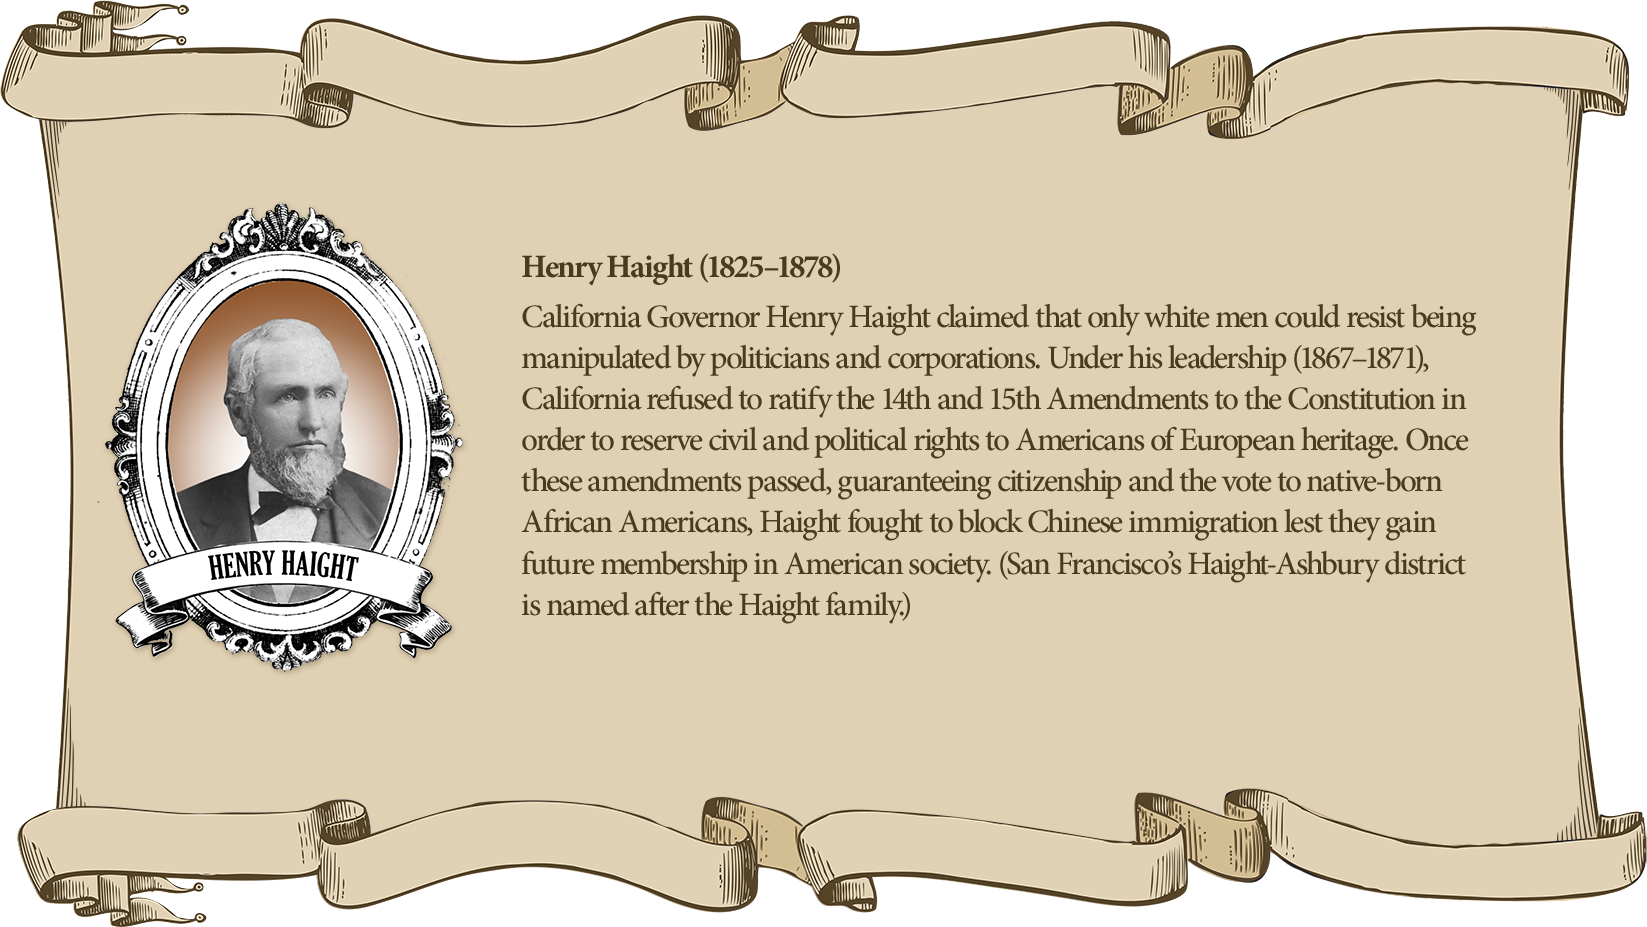 HENRY HAIGHT
Henry Haight (1825–1878)
California Governor Henry Haight claimed that only white men could resist being
manipulated by politicians and corporations. Under his leadership (1867–1871),
California refused to ratify the 14th and 15th Amendments to the Constitution in
order to reserve civil and political rights to Americans of European heritage. Once
these amendments passed, guaranteeing citizenship and the vote to native-born
African Americans, Haight fought to block Chinese immigration lest they gain
future membership in American society. (San Francisco’s Haight-Ashbury district
is named after the Haight family.)